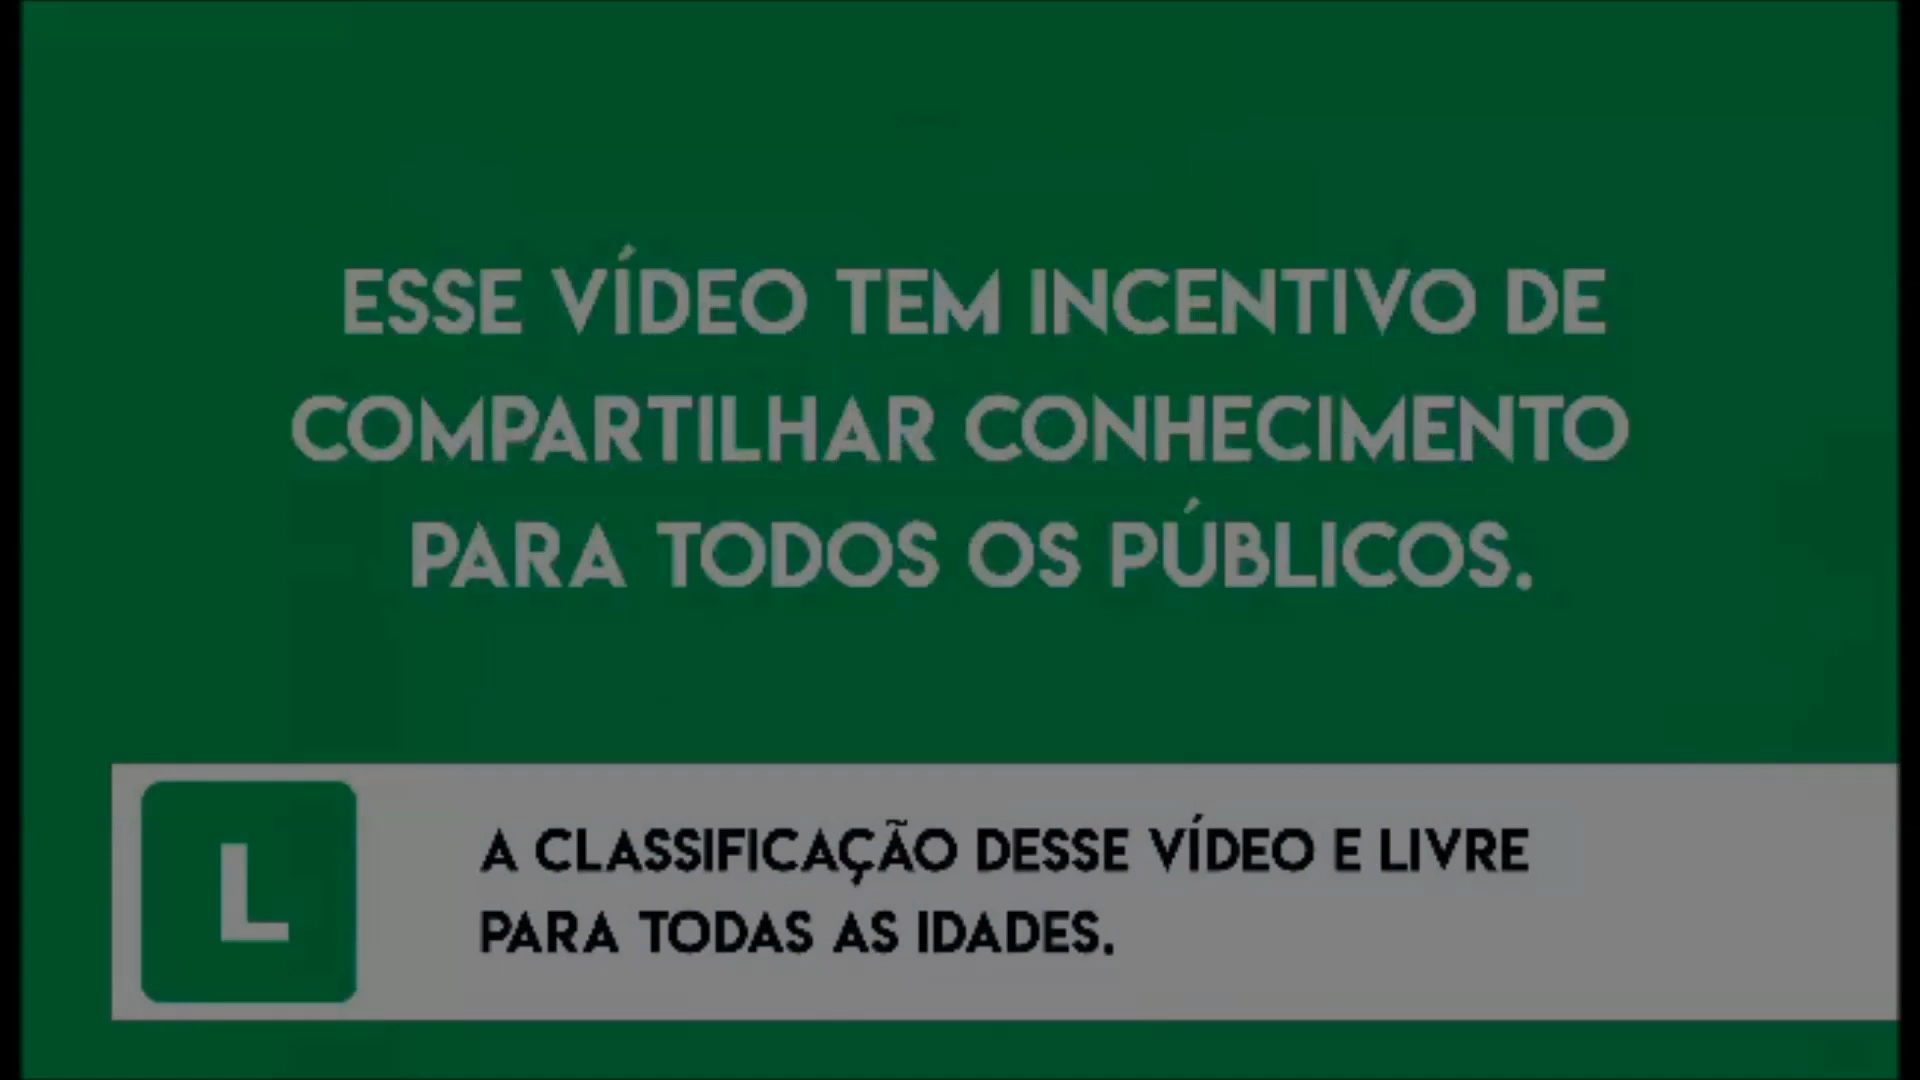 ESSE VÍDEO TEM INCENTIVO DE
COMPARTILHAR CONHECIMENTO
PARA TODOS OS PÚBLICOS.
L
A CLASSIFICAÇÃO DESSE VÍDEO E LIVRE
PARA TODAS AS IDADES.